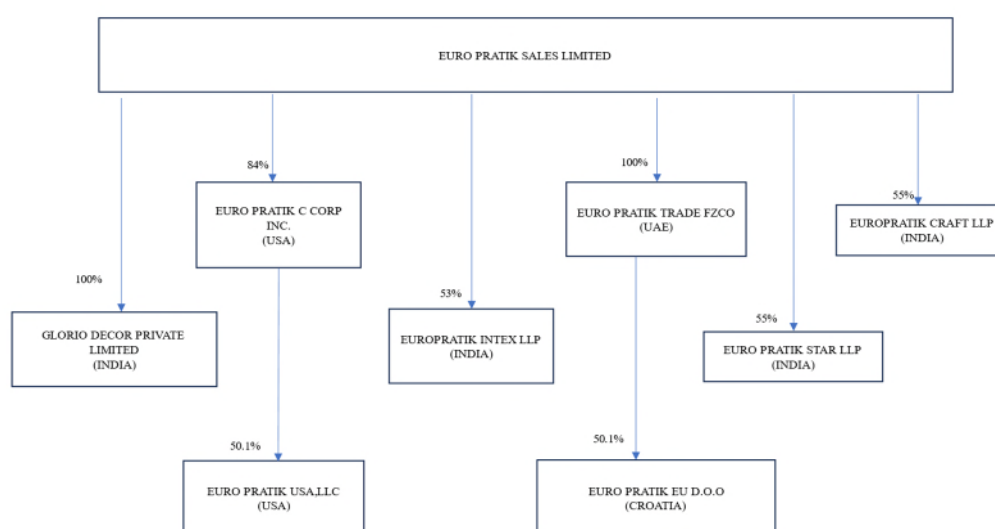 EURO PRATIK SALES LIMITED
84%
100%
55%
EURO PRATIK C CORP
INC.
(USA)
EURO PRATIK TRADE FZCO
(UAE)
EUROPRATIK CRAFT LLP
(INDIA)
100%
53%
55%
GLORIO DECOR PRIVATE
LIMITED
(INDIA)
EUROPRATIK INTEX LLP
(INDIA)
EURO PRATIK STAR LLP
(INDIA)
50.1%
50.1%
EURO PRATIK USA,LLC
(USA)
EURO PRATIK EU D.O.O
(CROATIA)